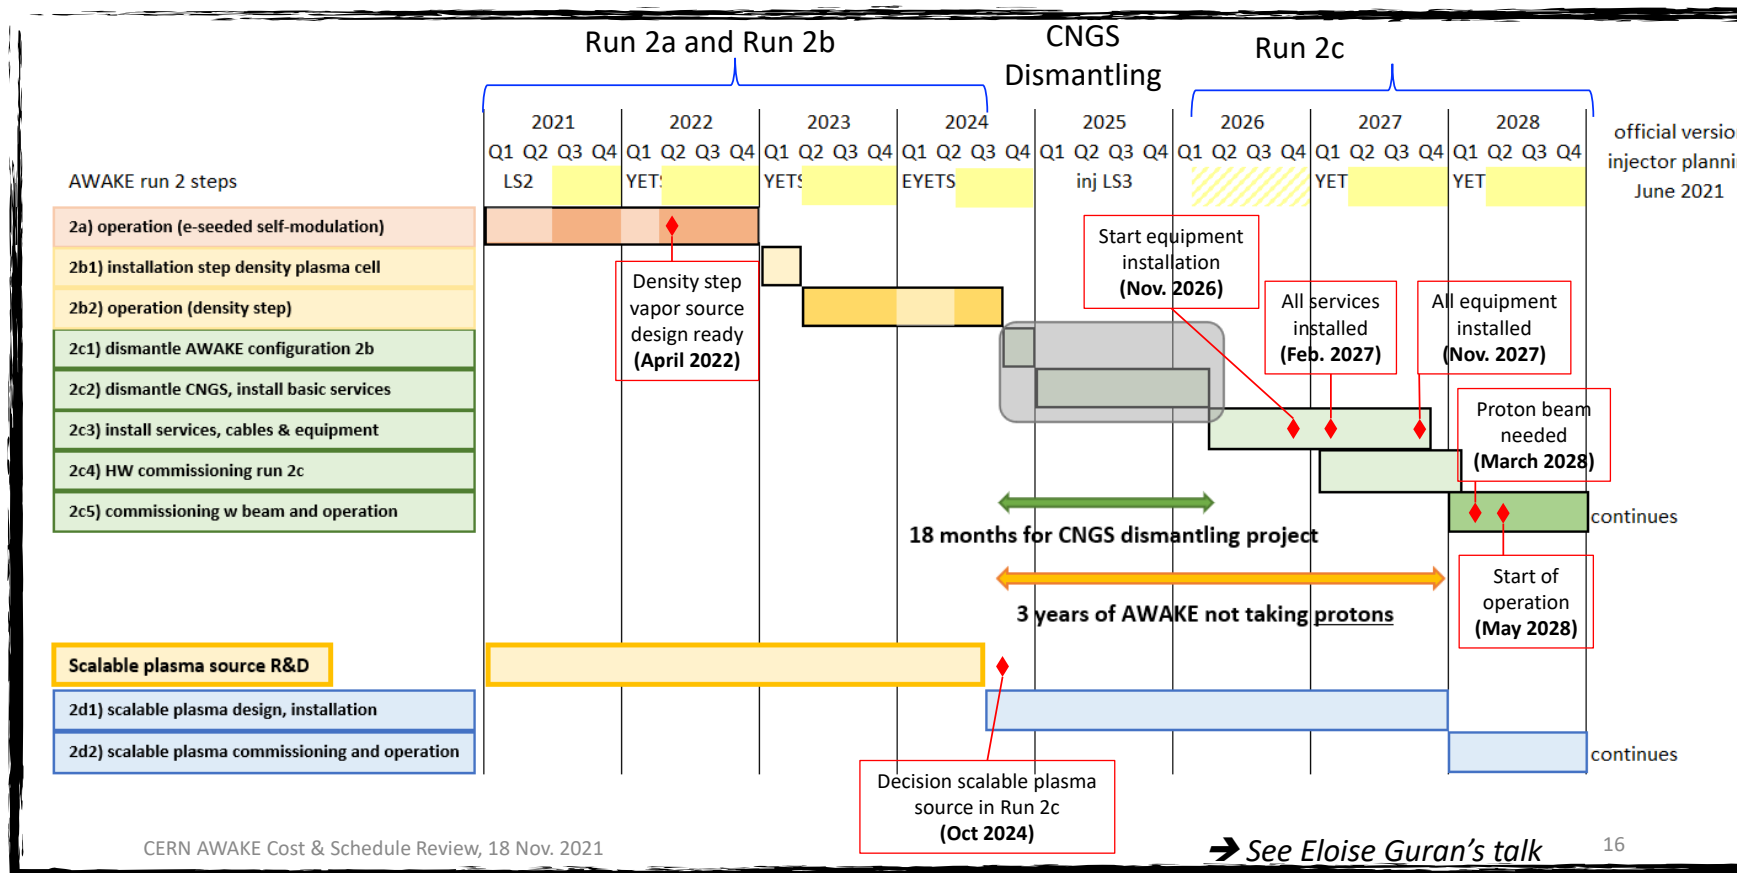 Run 2a and Run 2b
CNGS
Dismantling
Run 2c
2021 2022 2023 2024 2025 2026 2027 2028
Q1 Q2 Q3 Q4 Q1 Q2 Q3 Q4 Q1 Q2 Q3 Q4 Q1 Q2 Q3 Q4 Q1 Q2 Q3 Q4 Q1 Q2 Q3 Q4 Q1 Q2 Q3 Q4 Q1 Q2 Q3 Q4
official version
injector plannin
June 2021
AWAKE run 2 steps
LS2 YETS YETS EYETS inj LS3 YET YET
2a) operation (e-seeded self-modulation)
2b1) installation step density plasma cell
2b2) operation (density step)
2c1) dismantle AWAKE configuration 2b
2c2) dismantle CNGS, install basic services
2c3) install services, cables & equipment
2c4) HW commissioning run 2c
2c5) commissioning w beam and operation
continues
Density step
vapor source
design ready
(April 2022)
Start equipment
installation
(Nov. 2026)
All services
installed
(Feb. 2027)
All equipment
installed
(Nov. 2027)
Proton beam
needed
(March 2028)
18 months for CNGS dismantling project
3 years of AWAKE not taking protons
Start of
operation
(May 2028)
Scalable plasma source R&D
2d1) scalable plasma design, installation
2d2) scalable plasma commissioning and operation
continues
Decision scalable plasma
source in Run 2c
(Oct 2024)
CERN AWAKE Cost & Schedule Review, 18 Nov. 2021
➔ See Eloise Guran's talk
16